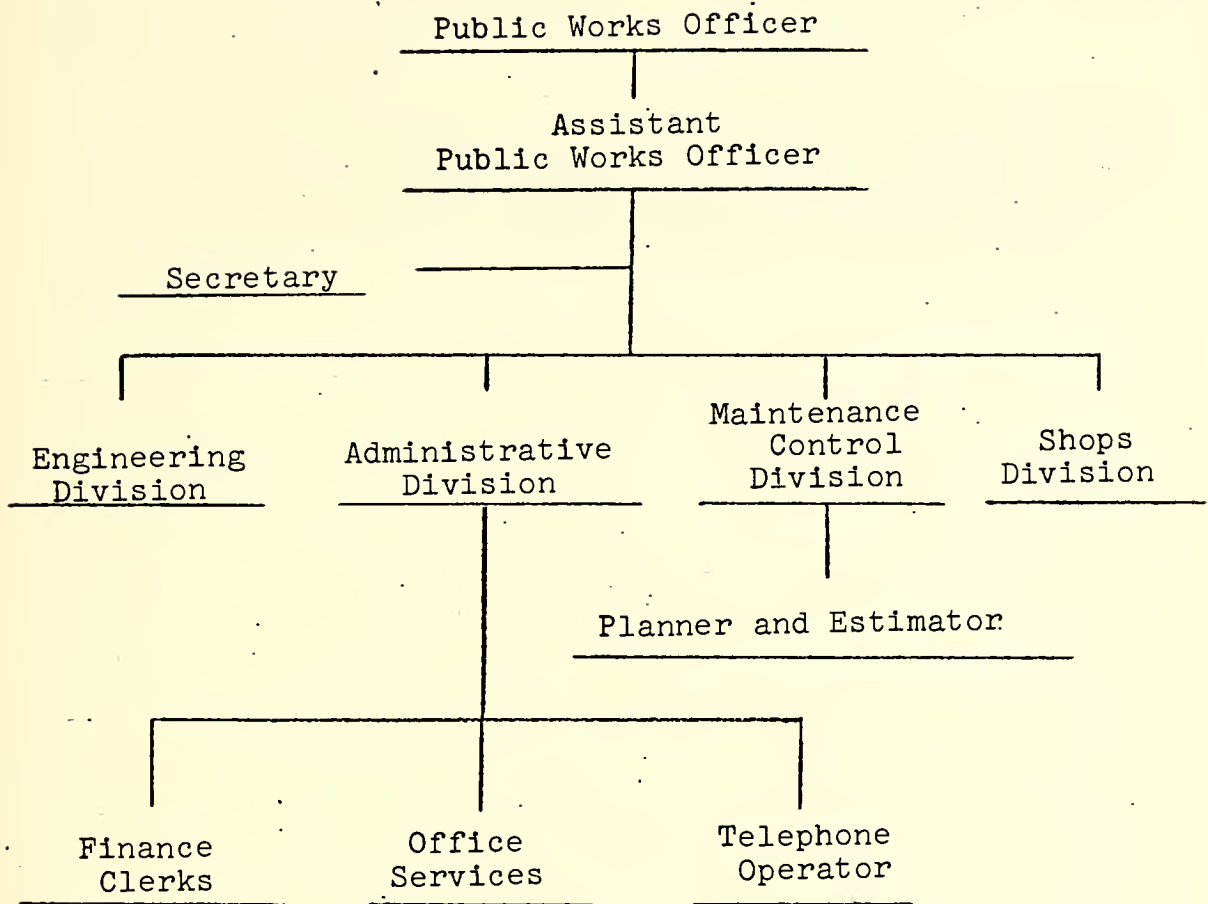 Public Works Officer
Assistant
Public Works Officer
Secretary
Engineering
Division
Administrative
Division
Maintenance
Control
Division
Shops
Division
Planner and Estimator
Finance
Clerks
Office
Services
Telephone
Operator